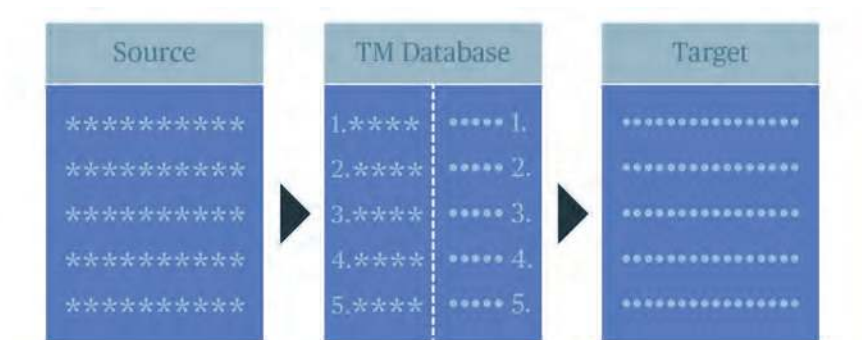 Source
TM Database
Target
********** 1.**** ••••• 1. •••••••••••••••
********** 2.**** ••••• 2. •••••••••••••••
********** 3.**** ••••• 3. •••••••••••••••
********** 4.**** ••••• 4. •••••••••••••••
********** 5.**** ••••• 5. •••••••••••••••